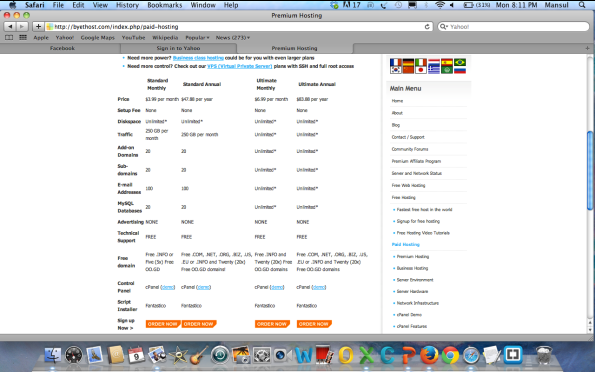 Safari File Edit View History Bookmarks Window Help 17 (31%) Mon 8:11 PM Mansul
Premium Hosting
http://byethost.com/index.php/paid-hosting Yahoo!
Apple Yahoo! Google Maps YouTube Wikipedia Popular News (273)
Facebook Sign in to Yahoo Premium Hosting
Need more power? Business class hosting could be for you with even larger plans
Need more control? Check out our VPS (Virtual Private Server) plans with SSH and full root access
Standard Monthly Standard Annual Ultimate Monthly Ultimate Annual
Price $3.99 per month $47.88 per year $6.99 per month $83.88 per year
Setup Fee None None None None
Diskspace Unlimited* Unlimited* Unlimited* Unlimited*
Traffic 250 GB per month 250 GB per month Unlimited* Unlimited*
Add-on Domains 20 20 Unlimited* Unlimited*
Sub-domains 20 20 Unlimited* Unlimited*
E-mail Addresses 100 100 Unlimited* Unlimited*
MySQL Databases 20 20 Unlimited* Unlimited*
Advertising NONE NONE NONE NONE
Technical Support FREE FREE FREE FREE
Free domain Free .INFO or Five (5x) Free OO.GD Free .COM, .NET, .ORG, .BIZ, .US, .EU or .INFO and Twenty (20x) Free OO.GD domains Free .INFO and Twenty (20x) Free OO.GD domains Free .COM, .NET, .ORG, .BIZ, .US, .EU or .INFO and Twenty (20x) Free OO.GD domains
Control Panel cPanel (demo) cPanel (demo) cPanel (demo) cPanel (demo)
Script Installer Fantastico Fantastico Fantastico Fantastico
Sign up Now > ORDER NOW ORDER NOW ORDER NOW ORDER NOW
Main Menu
Home
About
Blog
Contact / Support
Community Forums
Premium Affiliate Program
Server and Network Status
Free Web Hosting
Free Hosting
Fastest free host in the world
Signup for free hosting
Free Hosting Video Tutorials
Paid Hosting
Premium Hosting
Business Hosting
Server Environment
Server Hardware
Network Infrastructure
cPanel Demo
cPanel Features